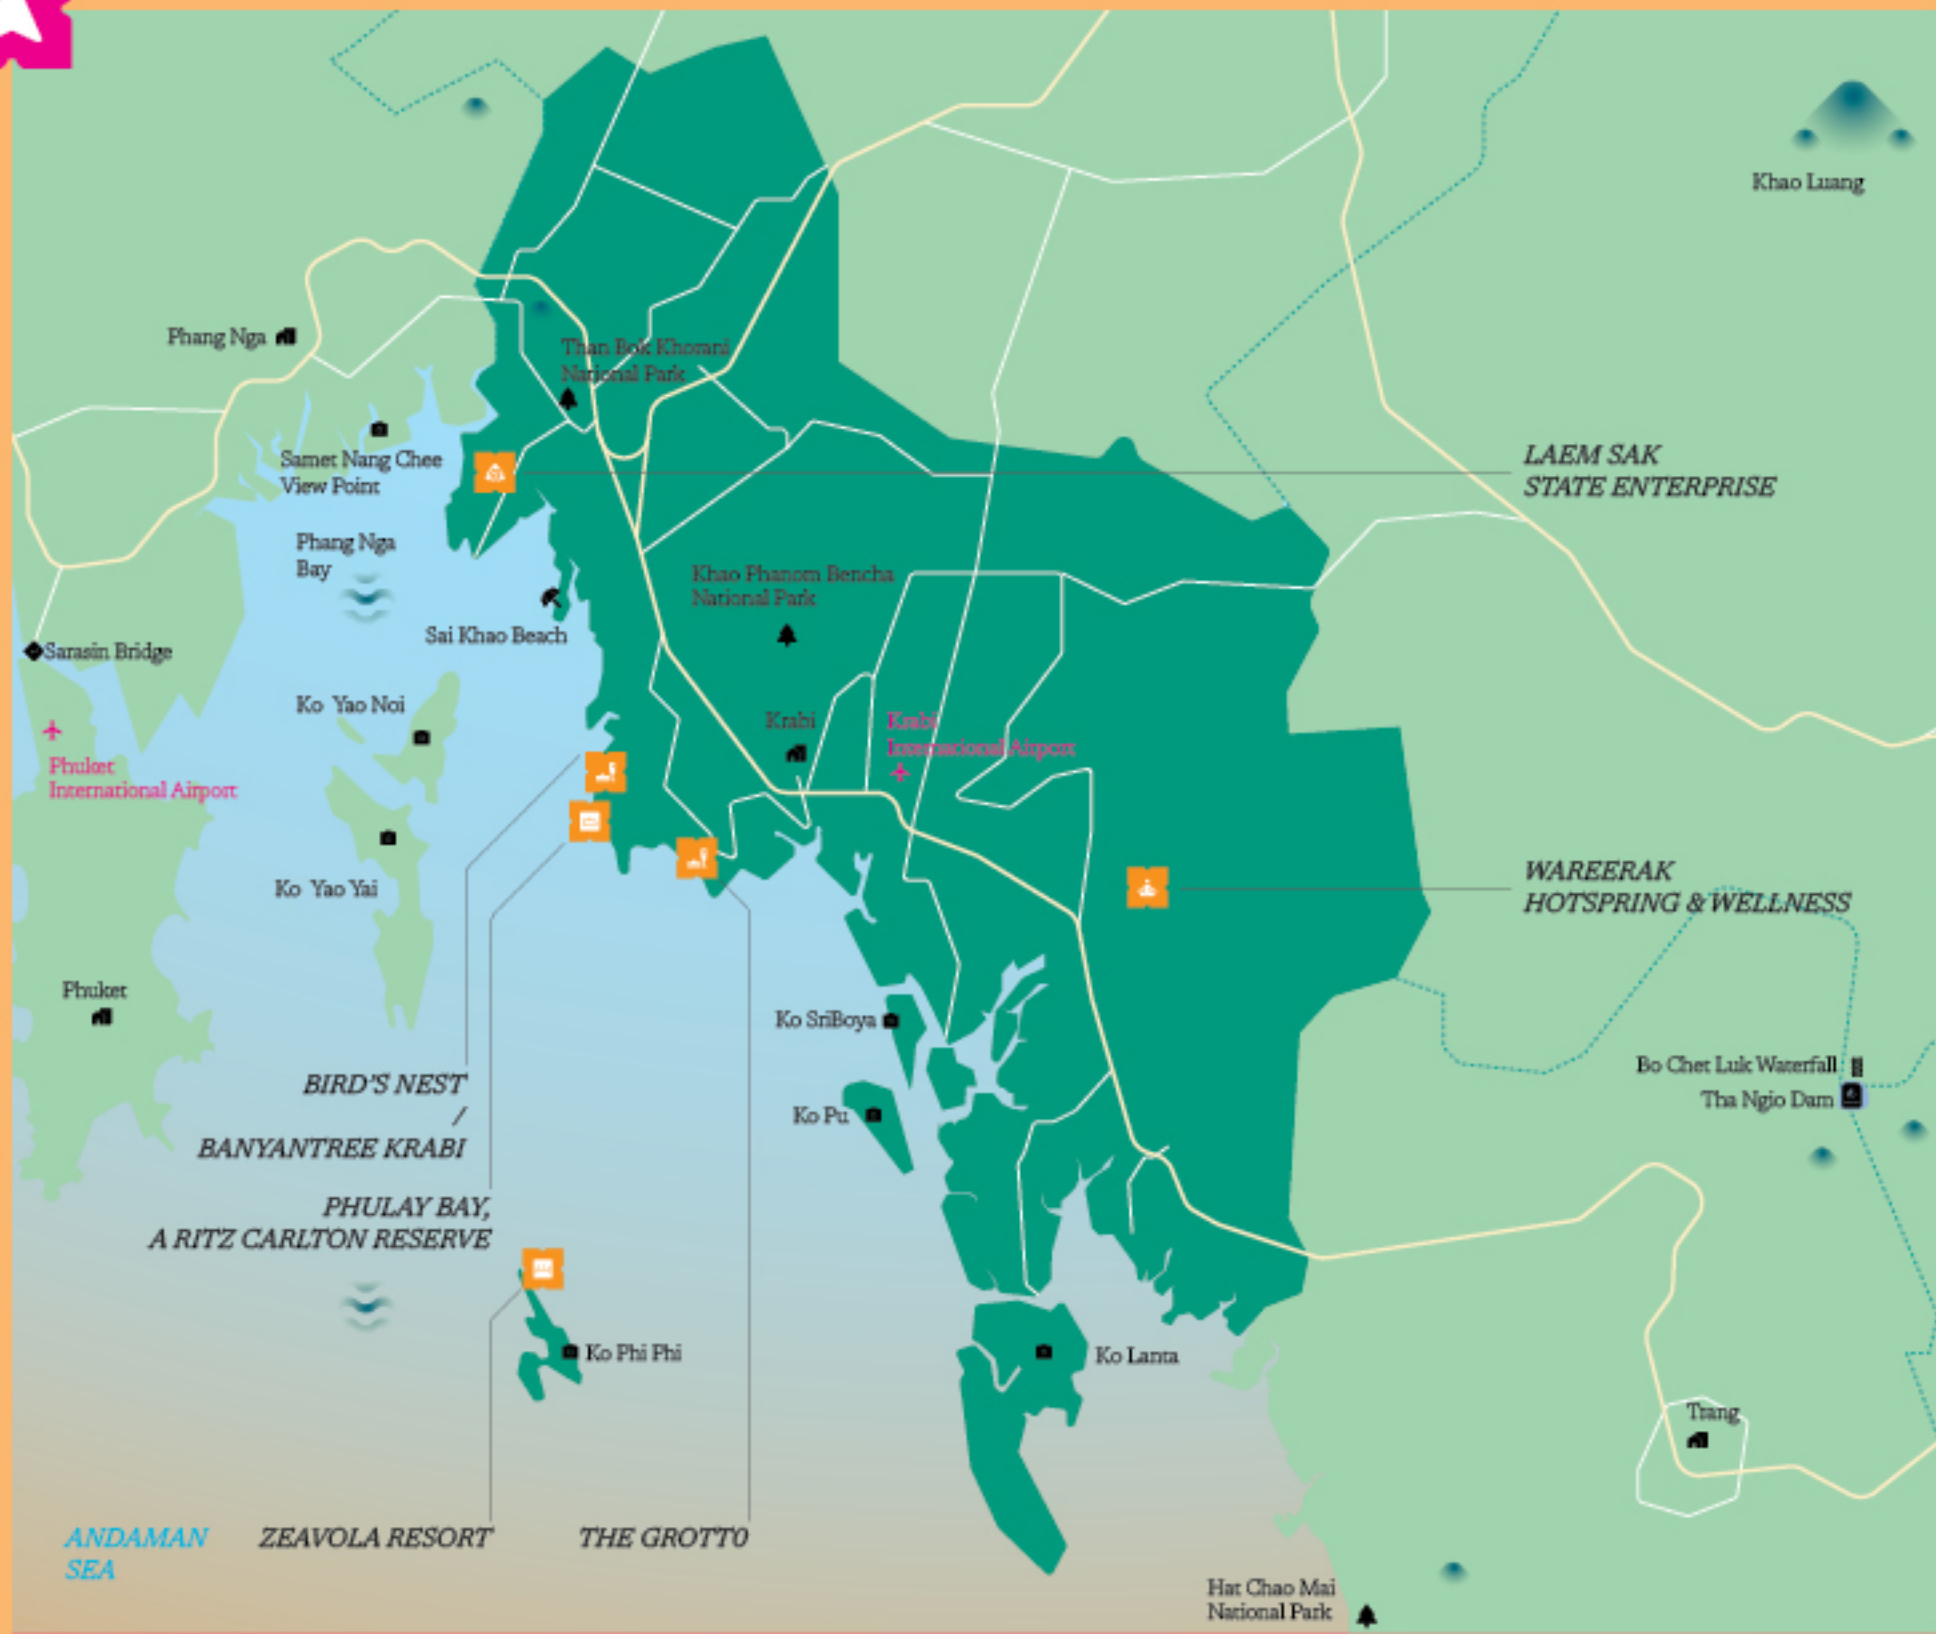 Khao Luang
Phang Nga
Than Bok Khorani
National Park
Samet Nang Chee
View Point
LAEM SAK
STATE ENTERPRISE
Phang Nga
Bay
Khao Phanom Bencha
National Park
Sai Khao Beach
Sarasin Bridge
Ko Yao Noi
Krabi
Krabi
International Airport
Phuket
International Airport
Ko Yao Yai
WAREERAK
HOTSPRING & WELLNESS
Phuket
Ko SriBoya
Bo Chet Luk Waterfall
Tha Ngio Dam
BIRD'S NEST
/
BANYANTREE KRABI
Ko Pu
PHULAY BAY,
A RITZ CARLTON RESERVE
Ko Phi Phi
Ko Lanta
Trang
ANDAMAN
SEA
ZEAVOLA RESORT
THE GROTT0
Hat Chao Mai
National Park